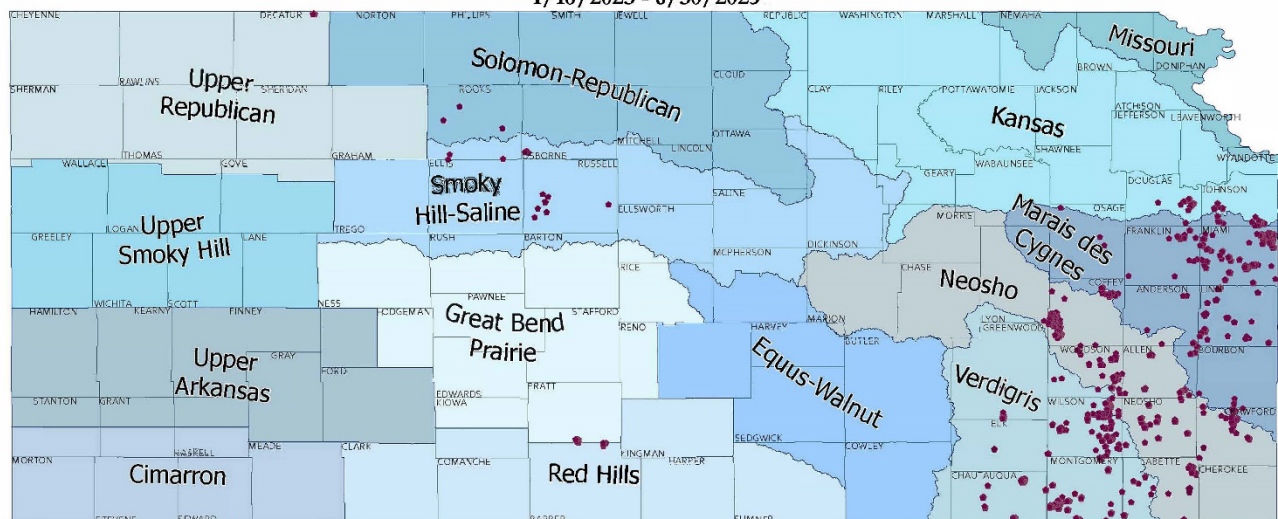 CHEYENNE
DECATUR
NORTON
PHILLIPS
SMITH
JEWELL
REPUBLIC
WASHINGTON
MARSHALL
NEMAHA
Missouri
BROWN
DONIPHAN
SHERMAN
RAWLINS
Upper
Republican
SHERIDAN
ROOKS
Solomon-Republican
CLOUD
CLAY
RILEY
POTTAWATOMIE
JACKSON
ATCHISON
JEFFERSON
LEAVENWORTH
Kansas
MITCHELL
OTTAWA
LINCOLN
SHAWNEE
WYANDOTTE
WALLACE
THOMAS
GOVE
GRAHAM
ELLIS
OSBORNE
RUSSELL
WABAUNSEE
GEARY
DOUGLAS
JOHNSON
Smoky
Hill-Saline
SALINE
ELLSWORTH
MORRIS
OSAGE
Upper
Smoky Hill
LOGAN
LANE
GREELEY
TREGO
RUSH
BARTON
MCPHERSON
DICKINSON
Marais des
Cygnes
FRANKLIN
MIAMI
RICE
CHASE
Neosho
COFFEY
ANDERSON
LINN
WICHITA
SCOTT
NESS
PAWNEE
HAMILTON
KEARNY
FINNEY
HODGEMAN
Great Bend
Prairie
STAFFORD
RENO
HARVEY
MARION
BUTLER
LYON
GREENWOOD
Upper
Arkansas
GRAY
FORD
Equus-Walnut
Verdigris
WOODSON
ALLEN
BOURBON
STANTON
GRANT
EDWARDS
KIOWA
PRATT
WILSON
NEOSHO
CRAWFORD
ELK
MORTON
HASKELL
MEADE
CLARK
Cimarron
COMANCHE
Red Hills
KINGMAN
HARPER
SEDGWICK
COWLEY
CHAUTAUQUA
MONTGOMERY
LABETTE
CHEROKEE
STEVENS
SEWARD
BARBER
SUMNER